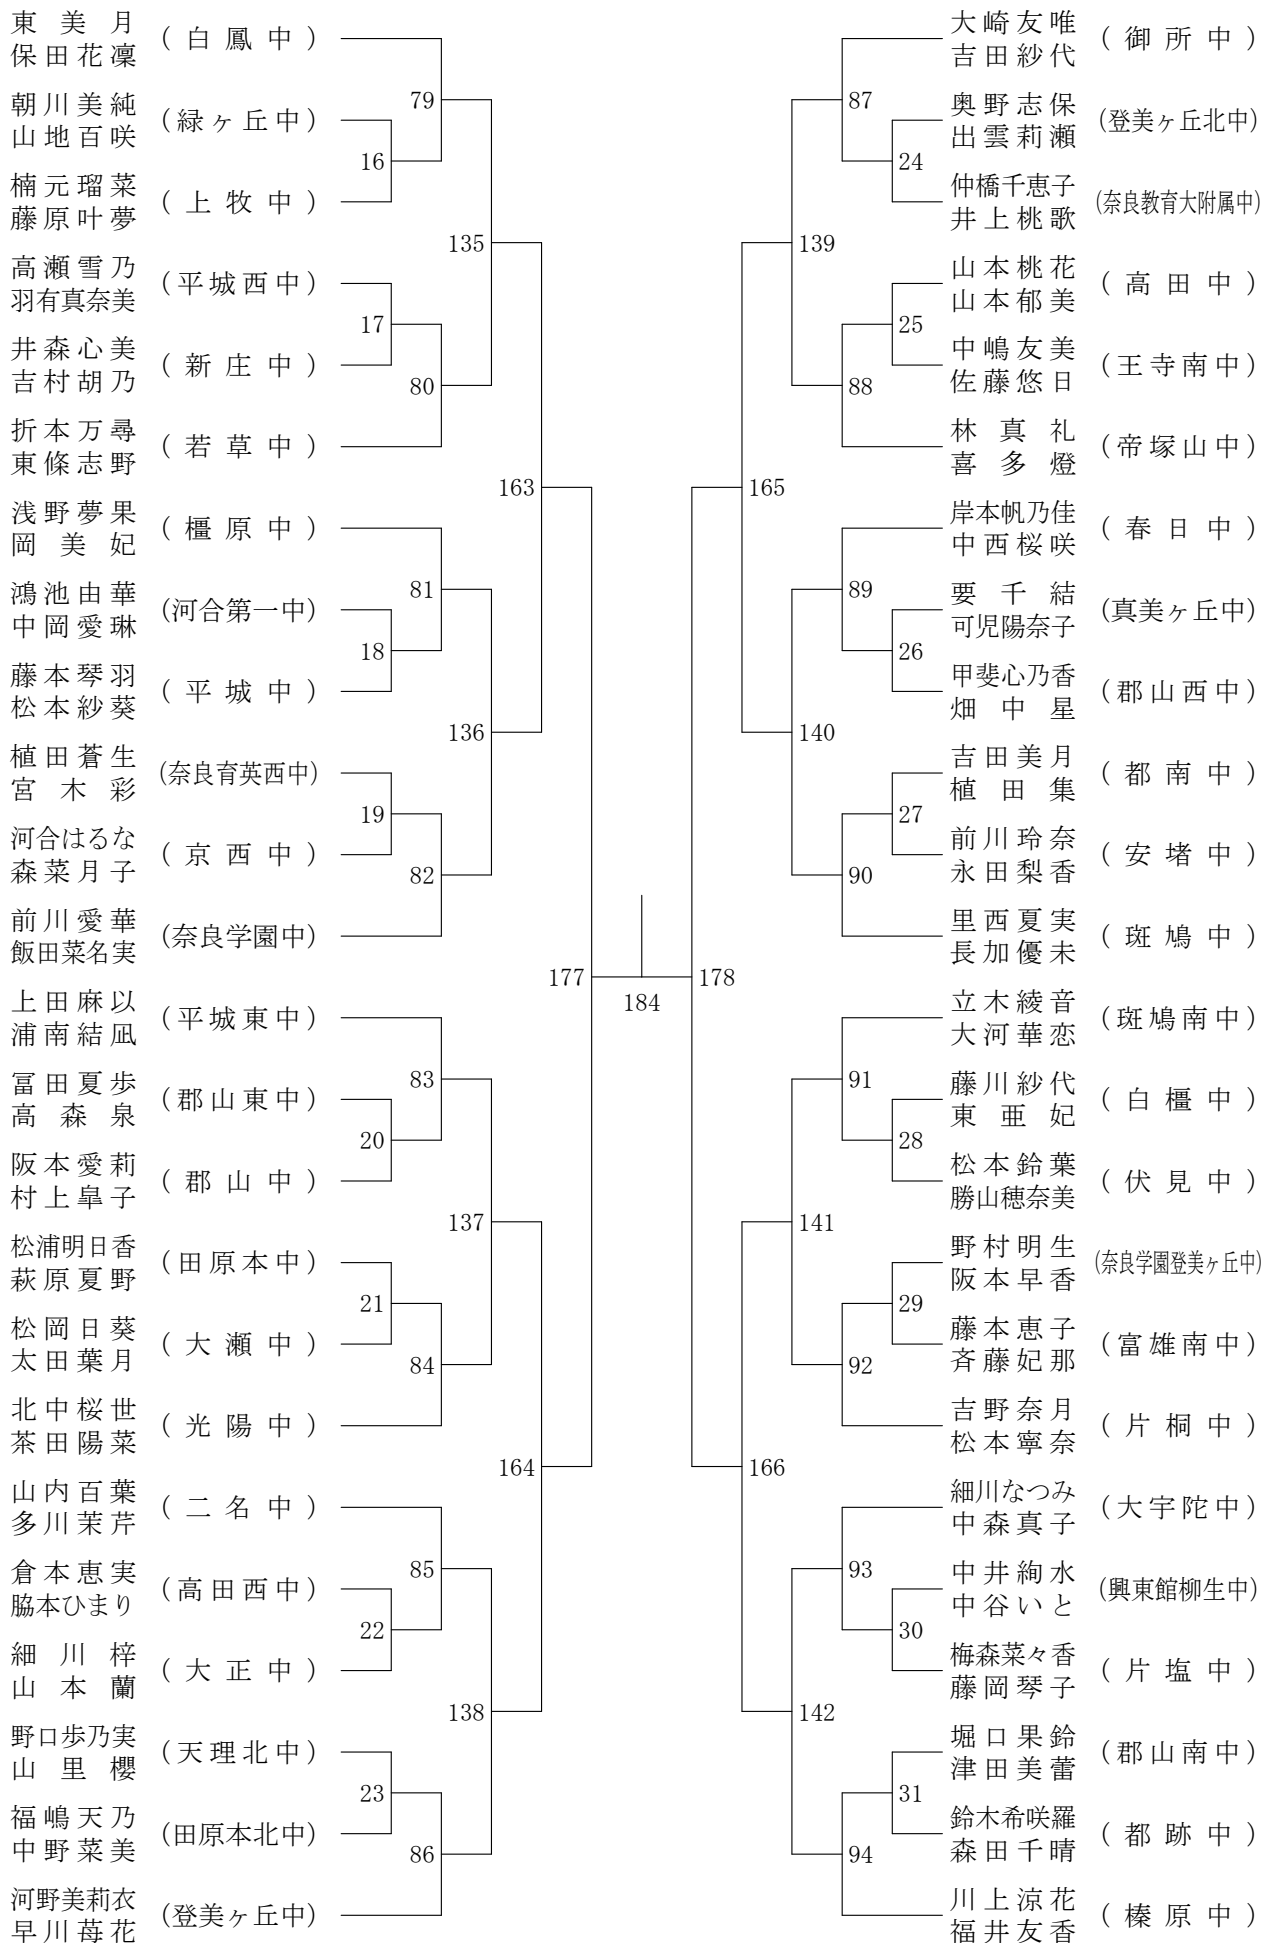 東美月
保田花凜
(白鳳中)
朝川美純
山地百咲
(緑ヶ丘中)
79
16
楠元瑠菜
藤原叶夢
(上牧中)
135
高瀬雪乃
羽有真奈美
(平城西中)
17
井森心美
吉村胡乃
(新庄中)
80
折本万尋
東條志野
(若草中)
163
浅野夢果
岡美妃
(橿原中)
81
鴻池由華
中岡愛琳
(河合第一中)
18
藤本琴羽
松本紗葵
(平城中)
136
植田蒼生
宮木彩
(奈良育英西中)
19
河合はるな
森菜月子
(京西中)
82
前川愛華
飯田菜名実
(奈良学園中)
177
上田麻以
浦南結凪
(平城東中)
83
冨田夏歩
高森泉
(郡山東中)
20
阪本愛莉
村上皐子
(郡山中)
137
松浦明日香
萩原夏野
(田原本中)
21
松岡日葵
太田葉月
(大瀬中)
84
北中桜世
茶田陽菜
(光陽中)
164
山内百葉
多川茉芹
(二名中)
85
倉本恵実
脇本ひまり
(高田西中)
22
細川梓
山本蘭
(大正中)
138
野口歩乃実
山里櫻
(天理北中)
23
福嶋天乃
中野菜美
(田原本北中)
86
河野美莉衣
早川苺花
(登美ヶ丘中)
184
大崎友唯
吉田紗代
(御所中)
87
奥野志保
出雲莉瀬
(登美ヶ丘北中)
24
仲橋千恵子
井上桃歌
(奈良教育大附属中)
139
山本桃花
山本郁美
(高田中)
25
中嶋友美
佐藤悠日
(王寺南中)
88
林真礼
喜多燈
(帝塚山中)
165
岸本帆乃佳
中西桜咲
(春日中)
89
要千結
可児陽奈子
(真美ヶ丘中)
26
甲斐心乃香
畑中星
(郡山西中)
140
吉田美月
植田集
(都南中)
27
前川玲奈
永田梨香
(安堵中)
90
里西夏実
長加優未
(斑鳩中)
178
立木綾音
大河華恋
(斑鳩南中)
91
藤川紗代
東亜妃
(白橿中)
28
松本鈴葉
勝山穂奈美
(伏見中)
141
野村明生
阪本早香
(奈良学園登美ヶ丘中)
29
藤本恵子
斉藤妃那
(富雄南中)
92
吉野奈月
松本寧奈
(片桐中)
166
細川なつみ
中森真子
(大宇陀中)
93
中井絢水
中谷いと
(興東館柳生中)
30
梅森菜々香
藤岡琴子
(片塩中)
142
堀口果鈴
津田美蕾
(郡山南中)
31
鈴木希咲羅
森田千晴
(都跡中)
94
川上涼花
福井友香
(榛原中)